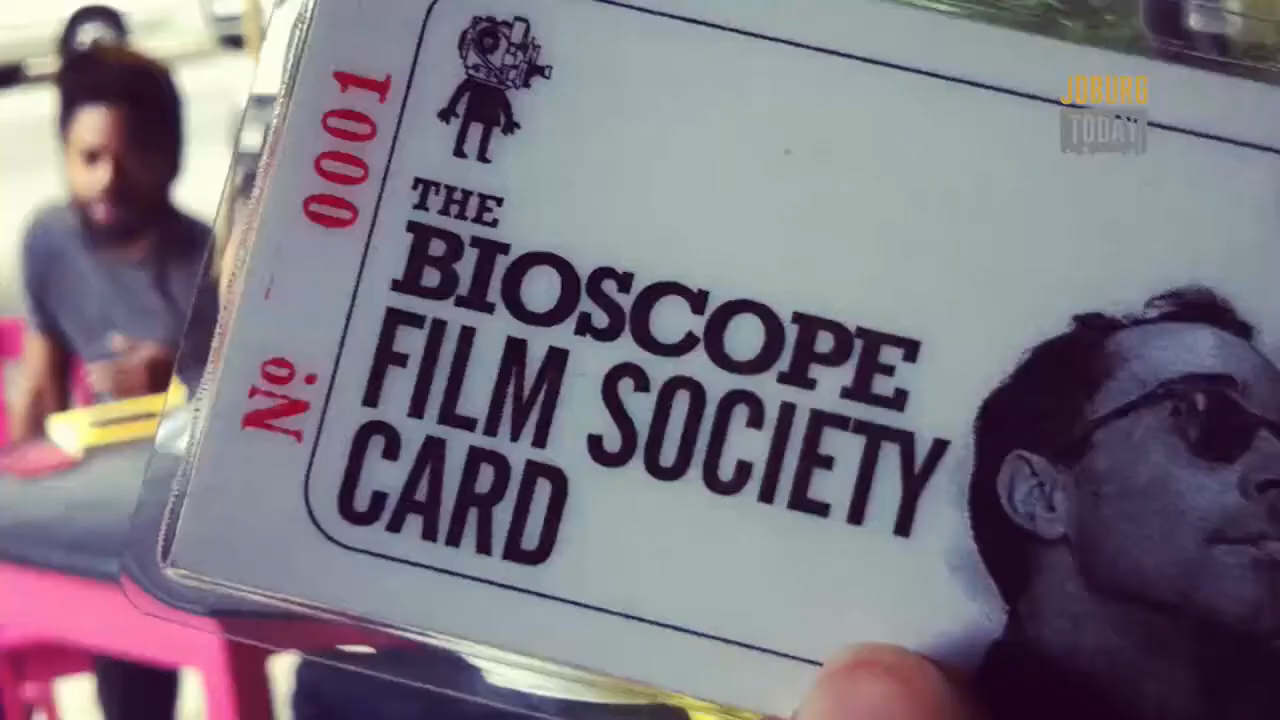 JOBURG
TODAY
No. 0001
THE
BIOSCOPE
FILM SOCIETY
CARD